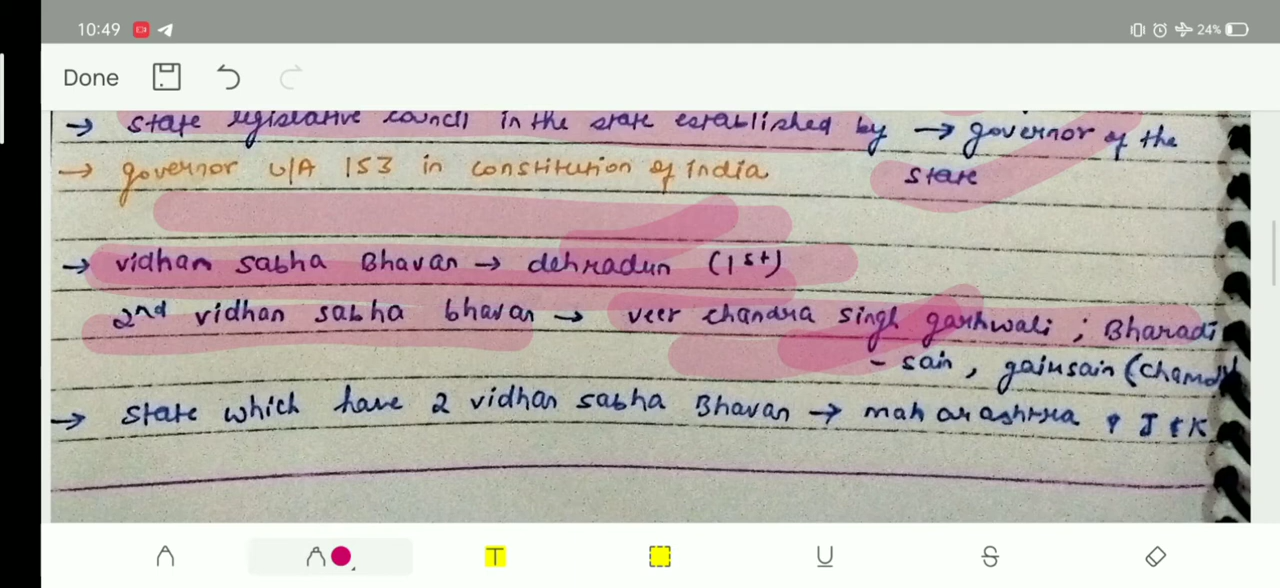 10:49
24%
Done
→ state legislative council in the state established by → governor of the
state
→ governor U/A 153 in constitution of india
→ vidham sabha Bhavan → dehradun (1st)
2nd vidhan sabha bhavan → veer chandra singh garhwali ; Bharadi
- sain, gairsain (chamoli
→ state which have 2 vidhan sabha Bhavan → maharashtra & J & K
T
U
S